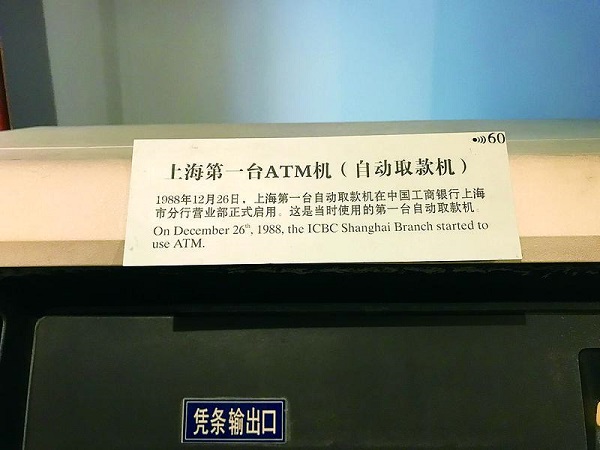 •)))60
上海第一台ATM机（自动取款机）
1988年12月26日，上海第一台自动取款机在中国工商银行上海
市分行营业部正式启用。这是当时使用的第一台自动取款机.
On December 26th, 1988, the ICBC Shanghai Branch started to
use ATM.
凭条输出口